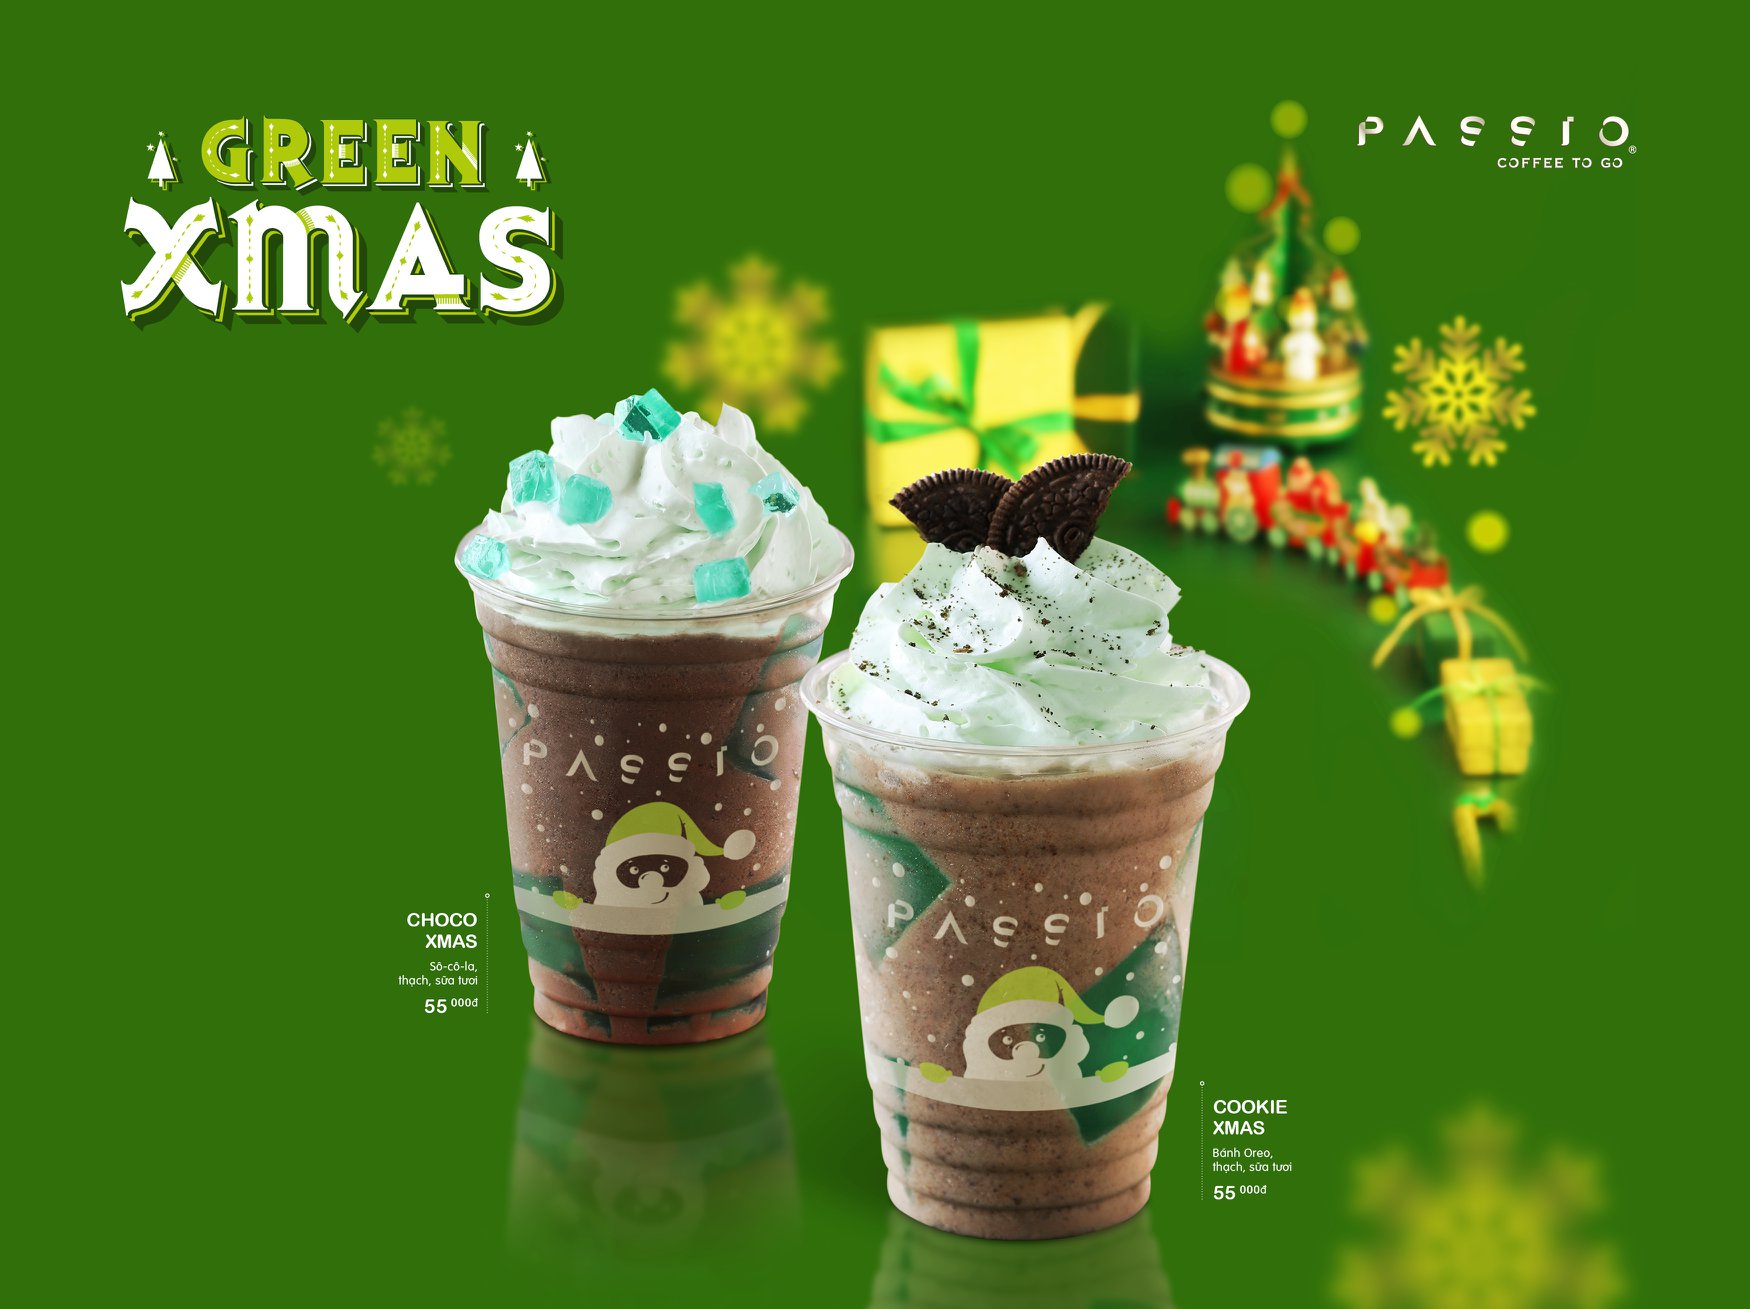 GREEN
XMAS
PASSIO®
COFFEE TO GO
PASSIO
PASSIO
CHOCO
XMAS
Sô-cô-la,
thạch, sữa tươi
55 000đ
COOKIE
XMAS
Bánh Oreo,
thạch, sữa tươi
55 000đ